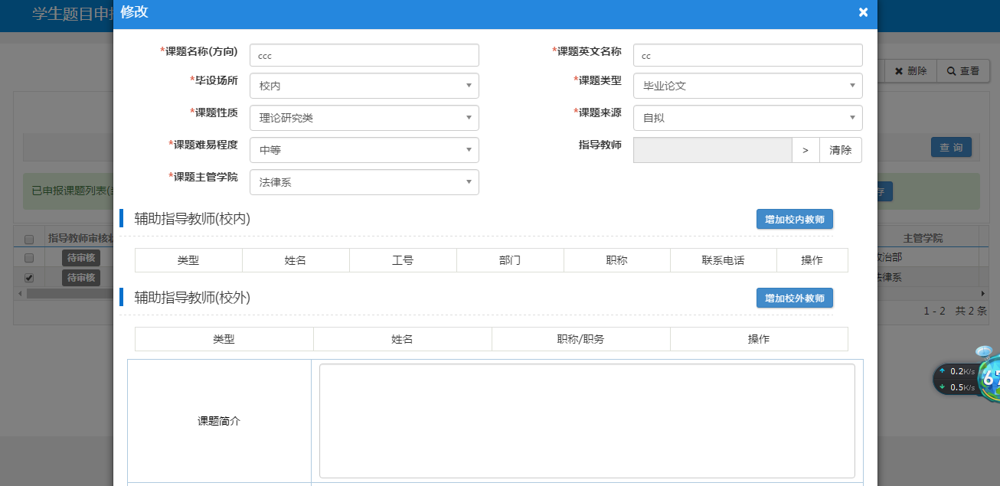 学生题目申报
修改
删除
查看
*课题名称(方向) ccc
*课题英文名称 cc
*毕设场所 校内
*课题类型 毕业论文
*课题性质 理论研究类
*课题来源 自拟
*课题难易程度 中等
指导教师 > 清除
查 询
*课题主管学院 法律系
已申报课题列表(
存
辅助指导教师(校内) 增加校内教师
指导教师审核状
主管学院
类型 姓名 工号 部门 职称 联系电话 操作
待审核
治部
待审核
法律系
辅助指导教师(校外) 增加校外教师
1 - 2 共 2 条
类型 姓名 职称/职务 操作
课题简介
0.2K/s
0.5K/s